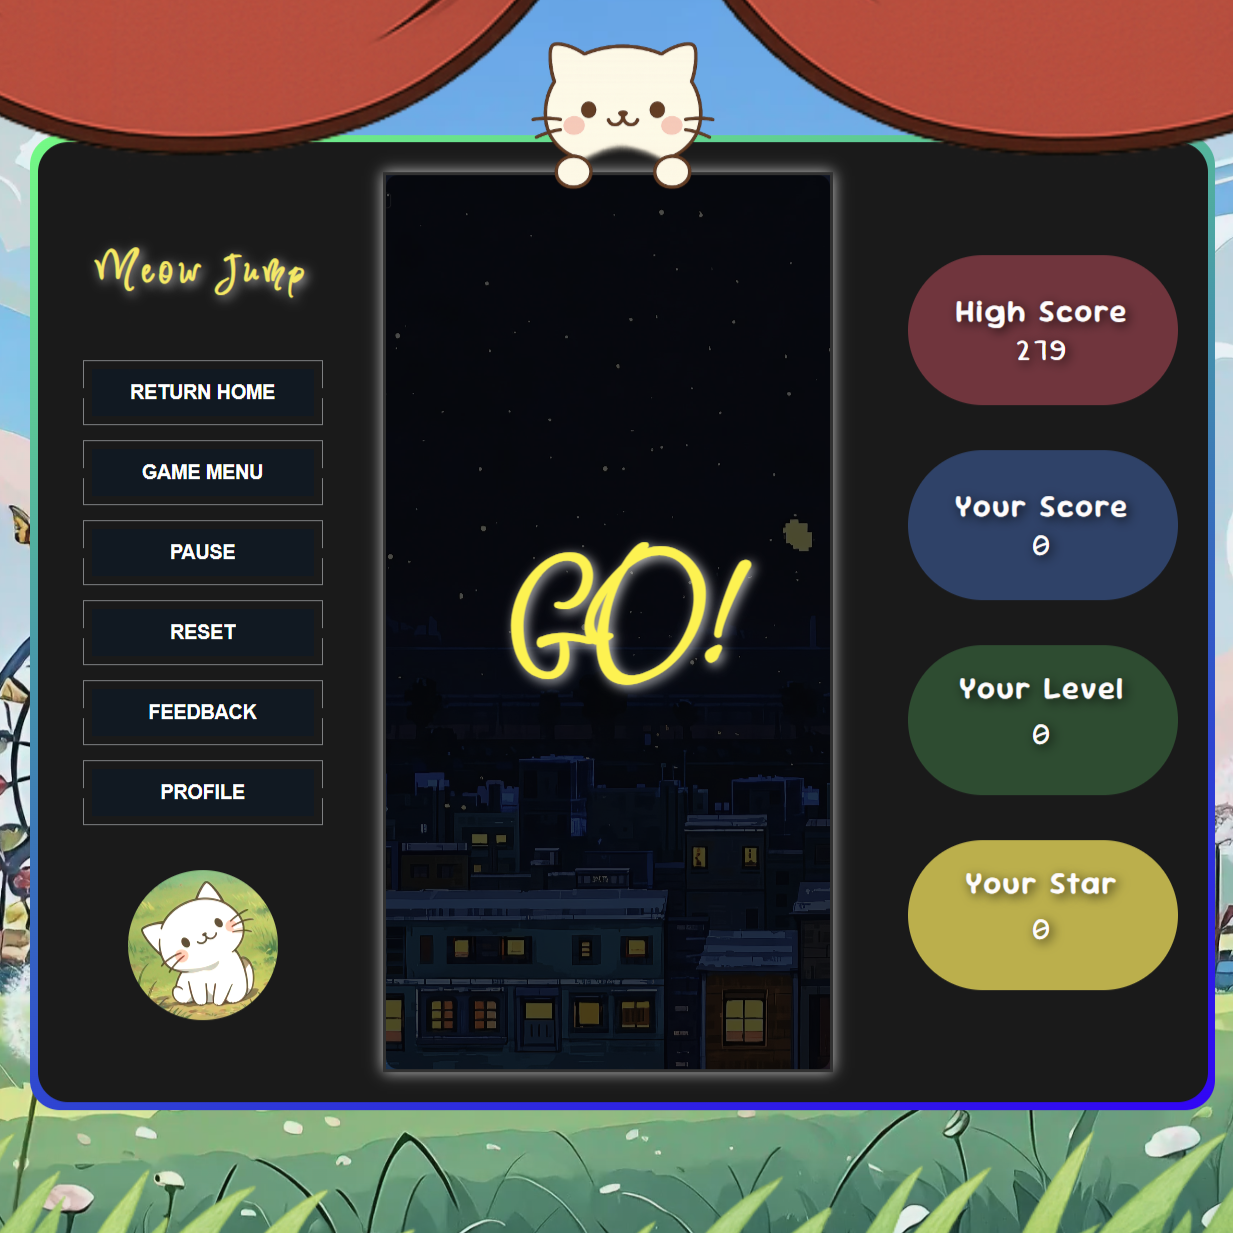 Meow Jump
RETURN HOME
GAME MENU
PAUSE
RESET
FEEDBACK
PROFILE
GO!
High Score
279
Your Score
0
Your Level
0
Your Star
0